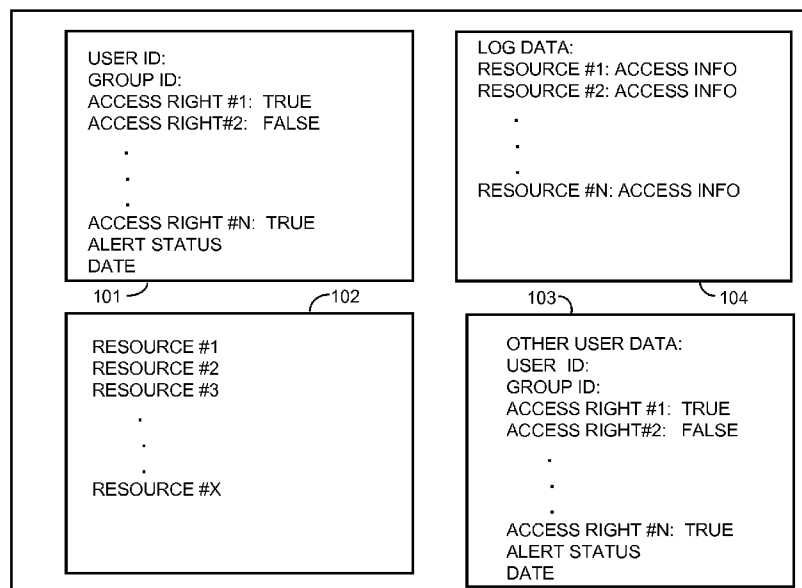 USER ID:
GROUP ID:
ACCESS RIGHT #1: TRUE
ACCESS RIGHT#2: FALSE
.
.
.
ACCESS RIGHT #N: TRUE
ALERT STATUS
DATE
101
LOG DATA:
RESOURCE #1: ACCESS INFO
RESOURCE #2: ACCESS INFO
.
.
.
RESOURCE #N: ACCESS INFO
104
102
RESOURCE #1
RESOURCE #2
RESOURCE #3
.
.
.
RESOURCE #X
103
OTHER USER DATA:
USER ID:
GROUP ID:
ACCESS RIGHT #1: TRUE
ACCESS RIGHT#2: FALSE
.
.
.
ACCESS RIGHT #N: TRUE
ALERT STATUS
DATE